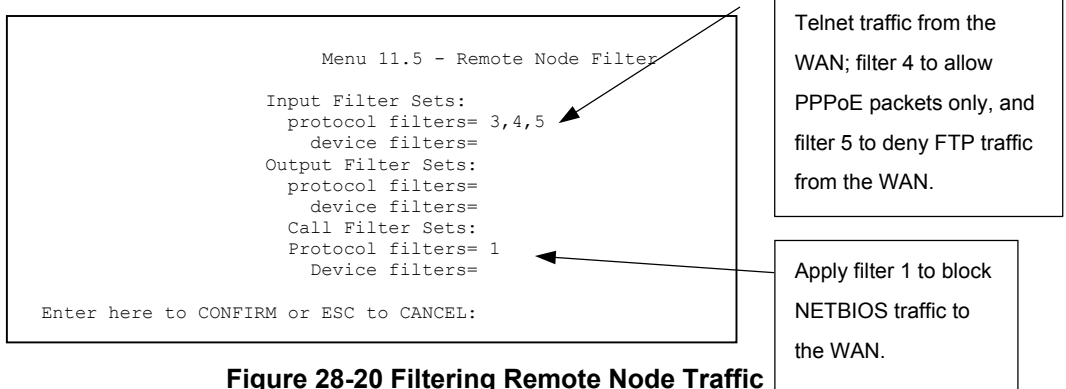 Menu 11.5 - Remote Node Filter
Input Filter Sets:
protocol filters= 3,4,5
device filters=
Output Filter Sets:
protocol filters=
device filters=
Call Filter Sets:
Protocol filters= 1
Device filters=
Enter here to CONFIRM or ESC to CANCEL:
Telnet traffic from the
WAN; filter 4 to allow
PPPoE packets only, and
filter 5 to deny FTP traffic
from the WAN.
Apply filter 1 to block
NETBIOS traffic to
the WAN.
Figure 28-20 Filtering Remote Node Traffic